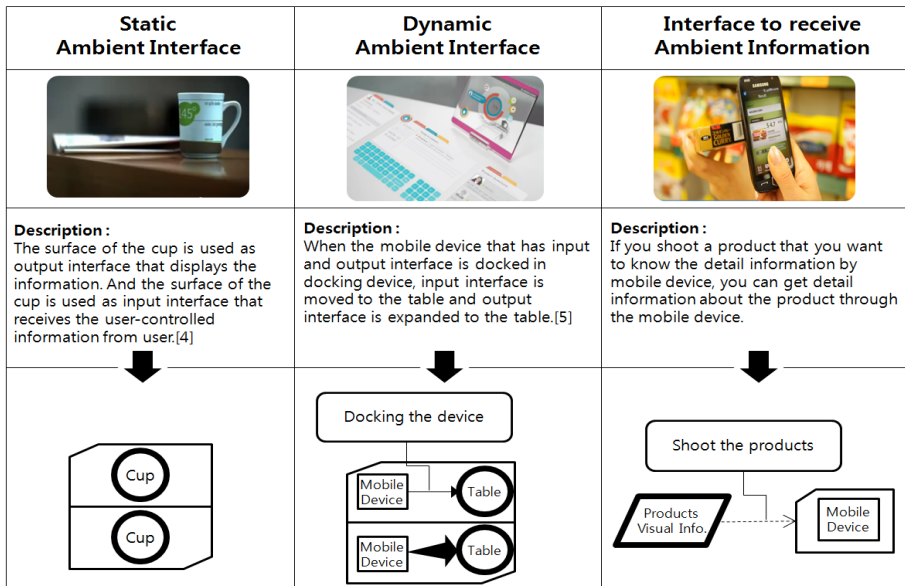 Static
Ambient Interface
Dynamic
Ambient Interface
Interface to receive
Ambient Information
45°
SAMSUNG
GOLDEN
CURRY
Description :
The surface of the cup is used as
output interface that displays the
information. And the surface of the
cup is used as input interface that
receives the user-controlled
information from user.[4]
Description :
When the mobile device that has input
and output interface is docked in
docking device, input interface is
moved to the table and output
interface is expanded to the table.[5]
Description :
If you shoot a product that you want
to know the detail information by
mobile device, you can get detail
information about the product through
the mobile device.
Cup
Cup
Docking the device
Mobile
Device
Table
Mobile
Device
Table
Shoot the products
Products
Visual Info.
Mobile
Device